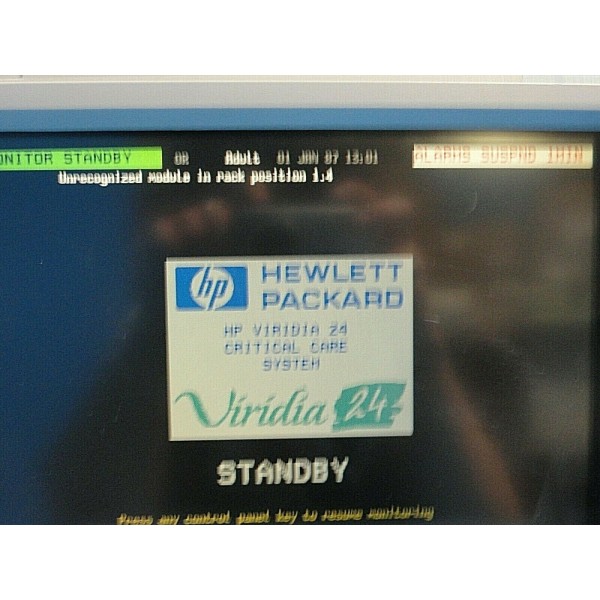 ONITOR STANDBY OR Adult 01 JAN 07 13:01 ALARMS SUSPND 1MIN
Unrecognized module in rack position 1.4
hp HEWLETT
PACKARD
HP VIRIDIA 24
CRITICAL CARE
SYSTEM
Viridia 24
STANDBY
Press any control panel key to resume monitoring